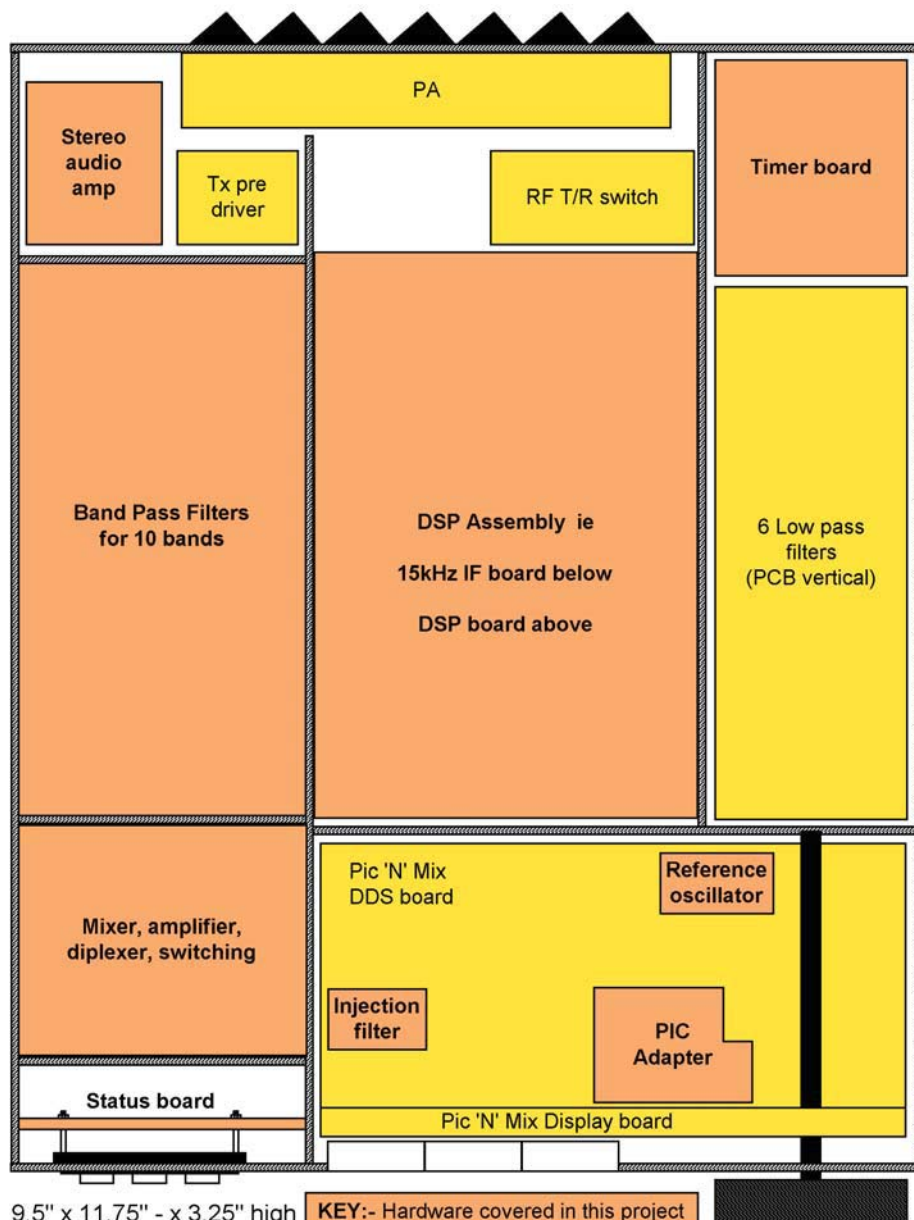 PA
Stereo
audio
amp
Tx pre
driver
RF T/R switch
Timer board
Band Pass Filters
for 10 bands
DSP Assembly ie
15kHz IF board below
DSP board above
6 Low pass
filters
(PCB vertical)
Mixer, amplifier,
diplexer, switching
Pic 'N' Mix
DDS board
Reference
oscillator
Injection
filter
PIC
Adapter
Status board
Pic 'N' Mix Display board
9.5" x 11.75" - x 3.25" high
KEY:- Hardware covered in this project